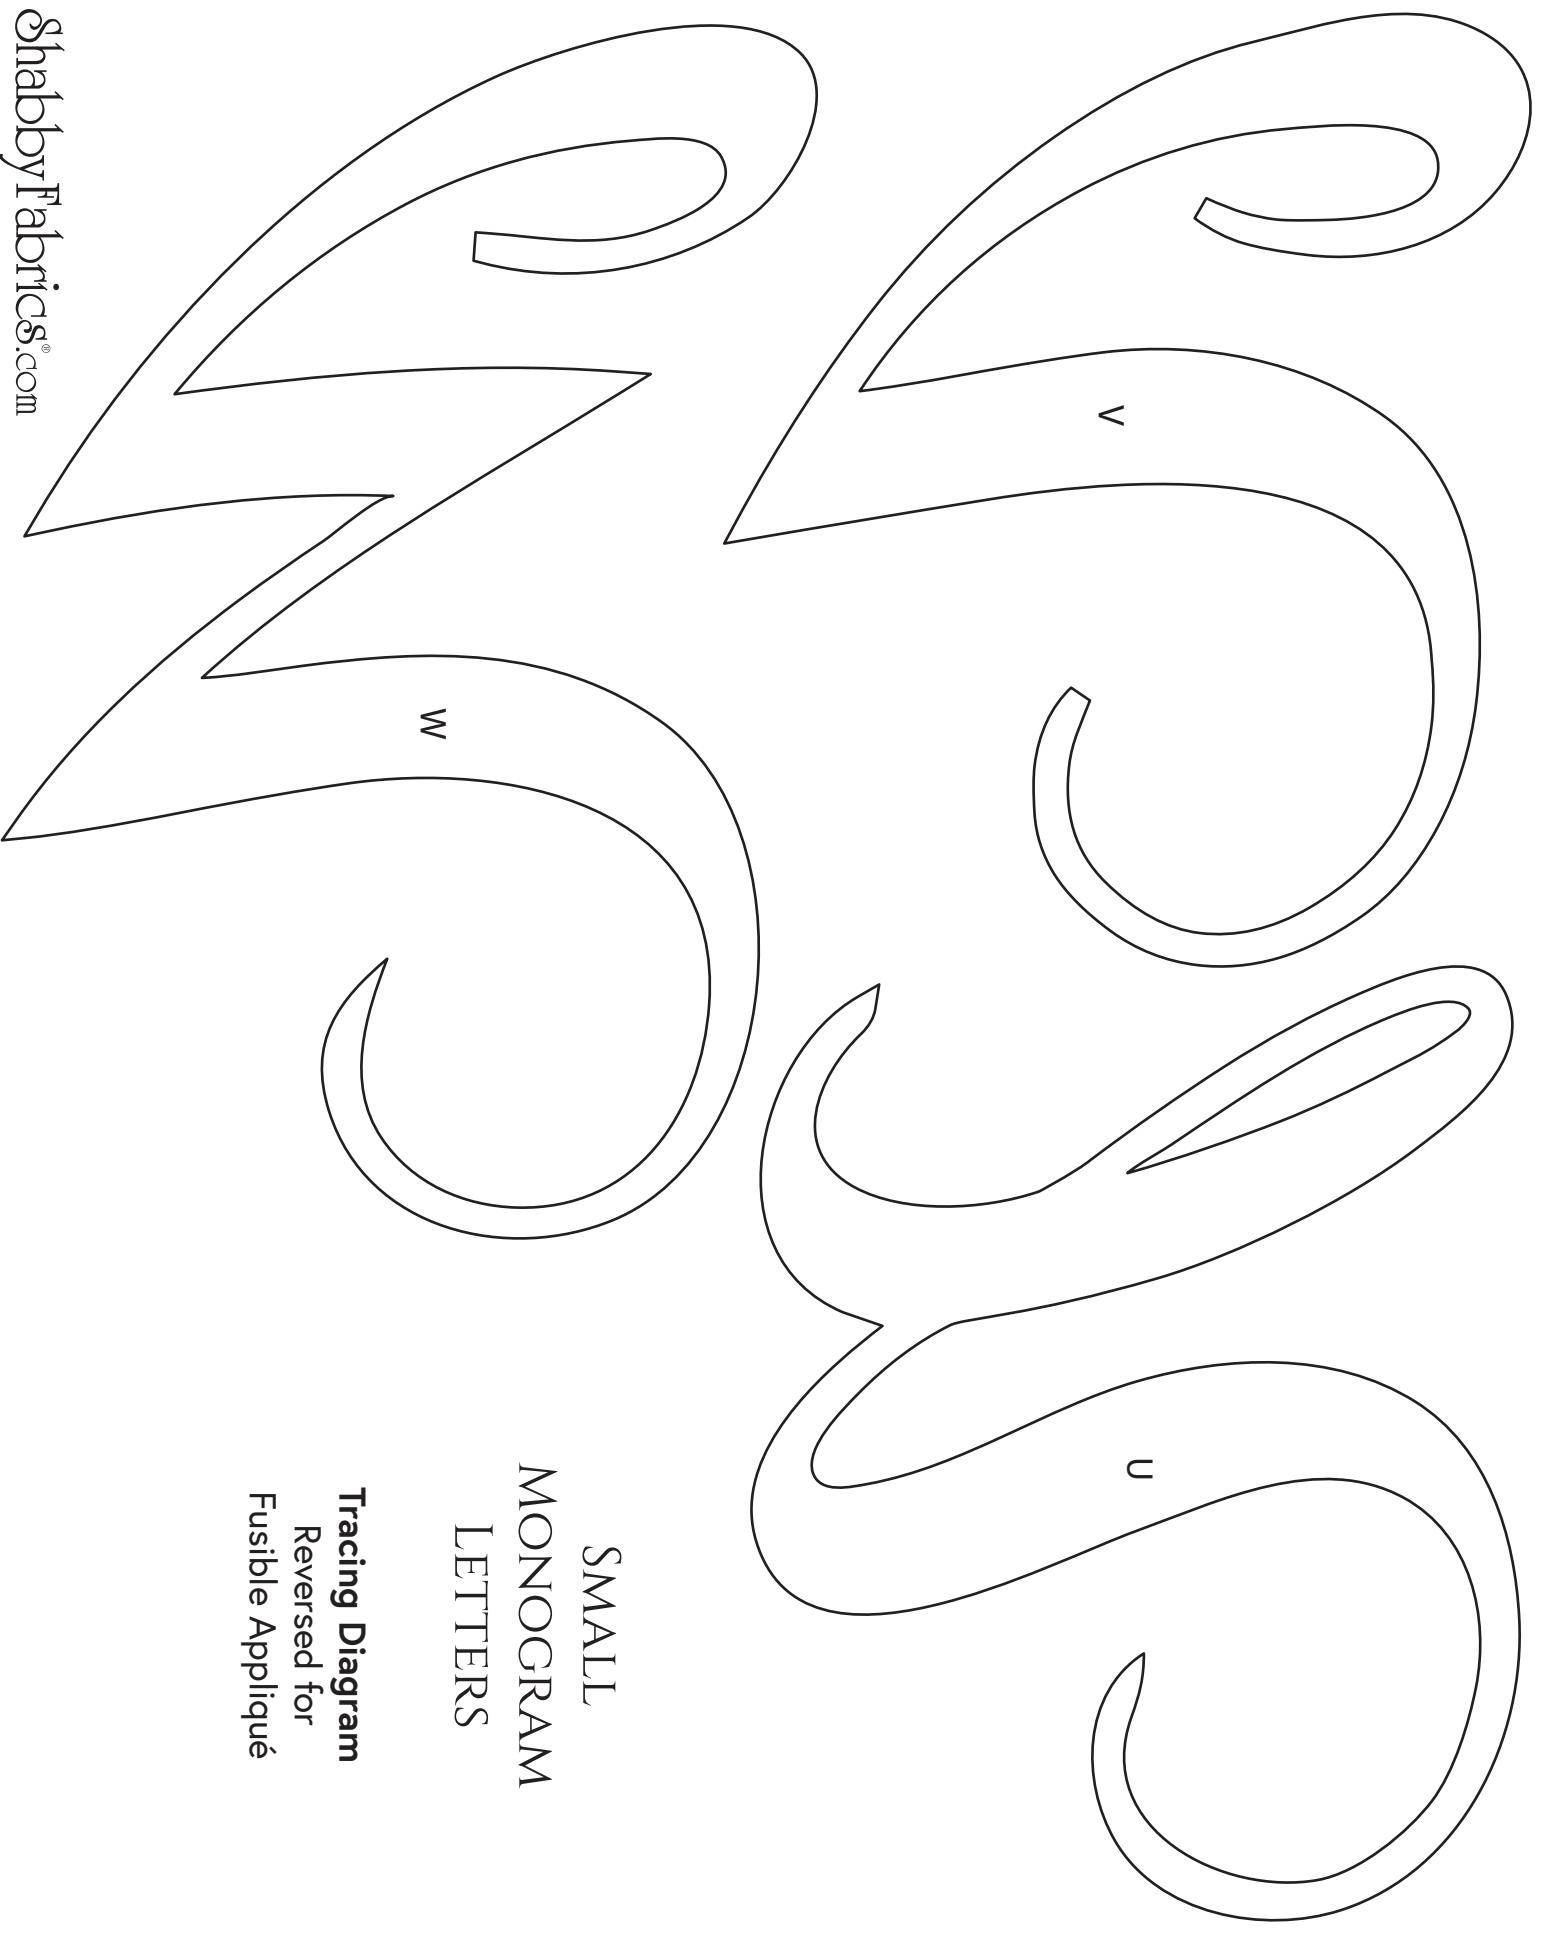 V
U
W
SMALL
MONOGRAM
LETTERS
Tracing Diagram
Reversed for
Fusible Appliqué
ShabbyFabrics®.com